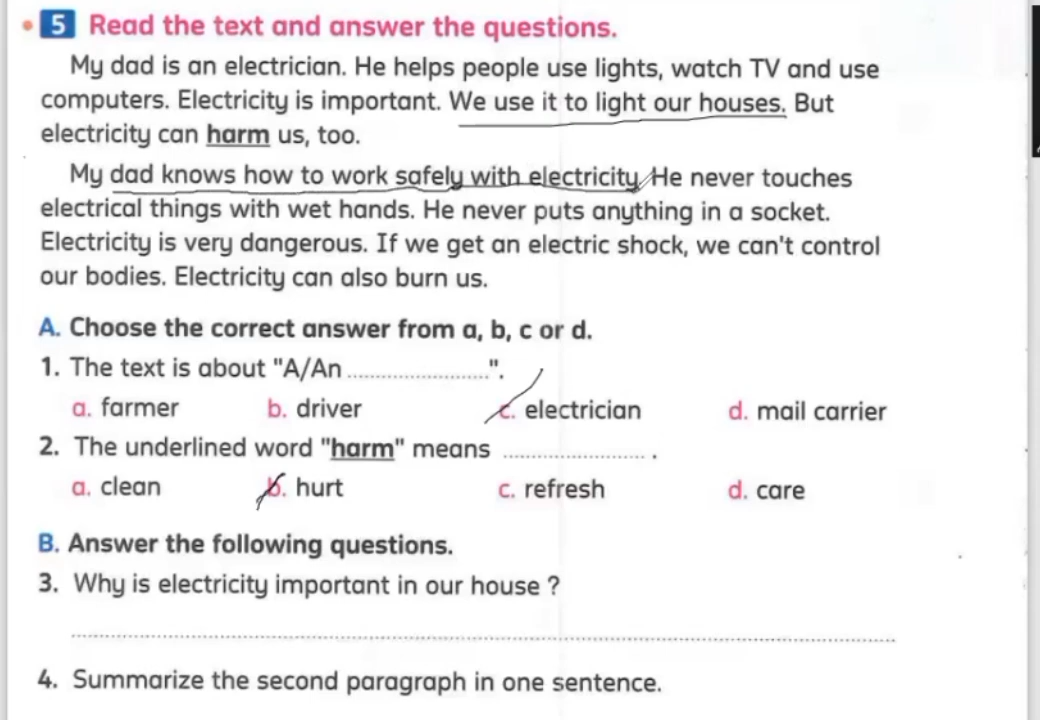 5 Read the text and answer the questions.
My dad is an electrician. He helps people use lights, watch TV and use
computers. Electricity is important. We use it to light our houses. But
electricity can harm us, too.
My dad knows how to work safely with electricity. He never touches
electrical things with wet hands. He never puts anything in a socket.
Electricity is very dangerous. If we get an electric shock, we can't control
our bodies. Electricity can also burn us.
A. Choose the correct answer from a, b, c or d.
1. The text is about "A/An ........................".
a. farmer b. driver c. electrician d. mail carrier
2. The underlined word "harm" means ........................ .
a. clean b. hurt c. refresh d. care
B. Answer the following questions.
3. Why is electricity important in our house ?
4. Summarize the second paragraph in one sentence.